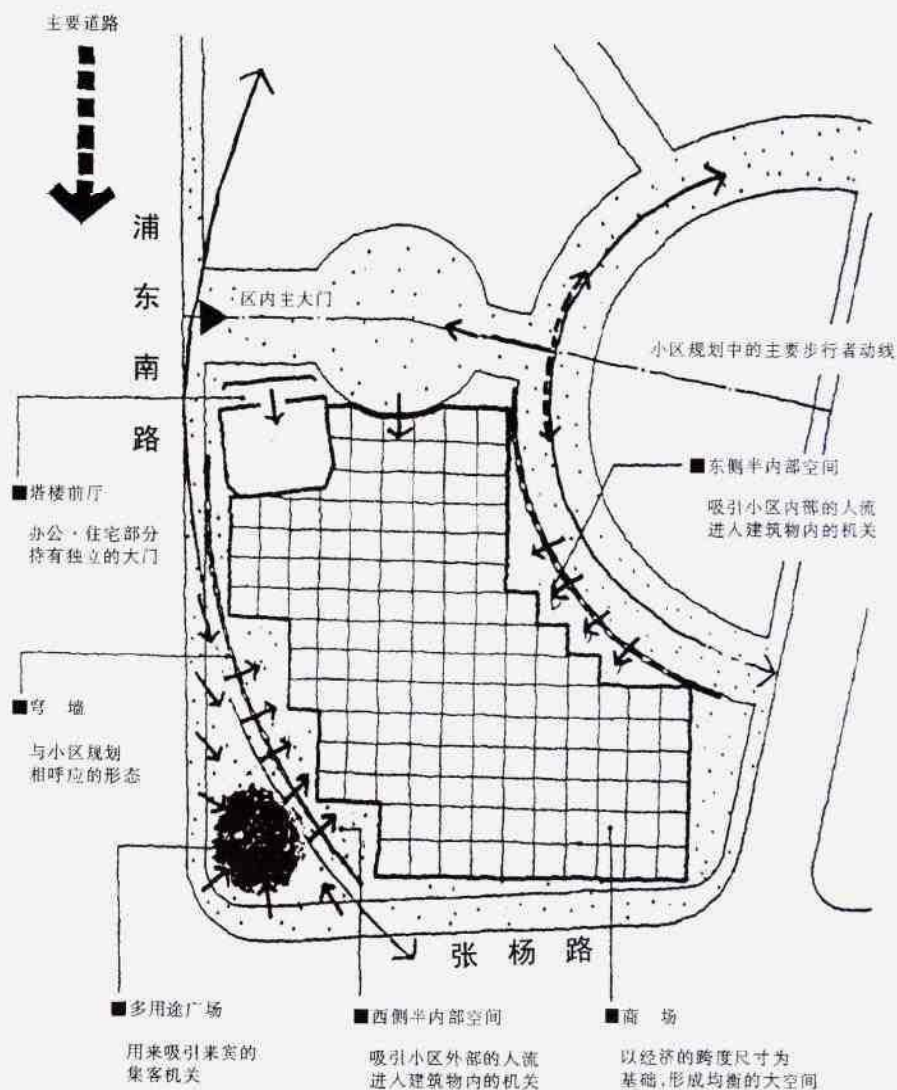 主要道路
浦东南路
区内主大门
小区规划中的主要步行者动线
■塔楼前厅
办公·住宅部分
持有独立的大门
■东侧半内部空间
吸引小区内部的人流
进入建筑物内的机关
■穹 墙
与小区规划
相呼应的形态
张杨路
■多用途广场
用来吸引来宾的
集客机关
■西侧半内部空间
吸引小区外部的人流
进入建筑物内的机关
■商 场
以经济的跨度尺寸为
基础,形成均衡的大空间